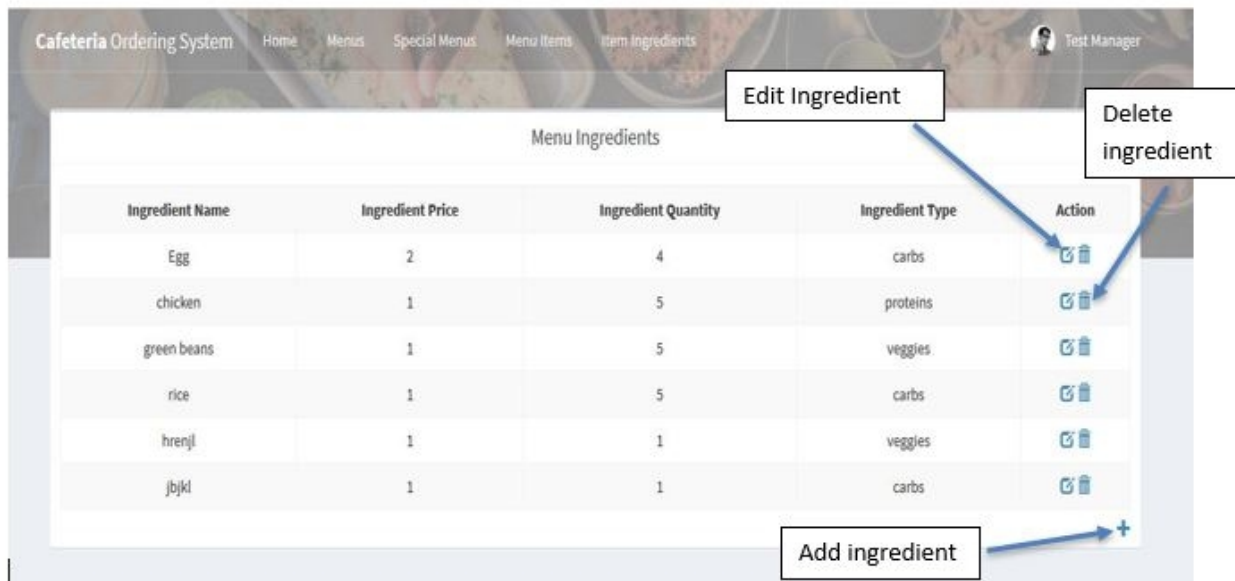 Cafeteria Ordering System Home Menus Special Menus Menu Items Item Ingredients Test Manager
Edit Ingredient
Delete
ingredient
Menu Ingredients
Ingredient Name Ingredient Price Ingredient Quantity Ingredient Type Action
Egg 2 4 carbs
chicken 1 5 proteins
green beans 1 5 veggies
rice 1 5 carbs
hrenjl 1 1 veggies
jbjkl 1 1 carbs
Add ingredient